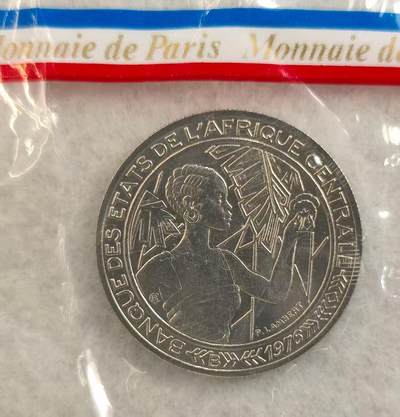 Monnaie de Paris Monnaie de
BANQUE DES ETATS DE L'AFRIQUE CENTRALE
P. LAMBERT
B 1976